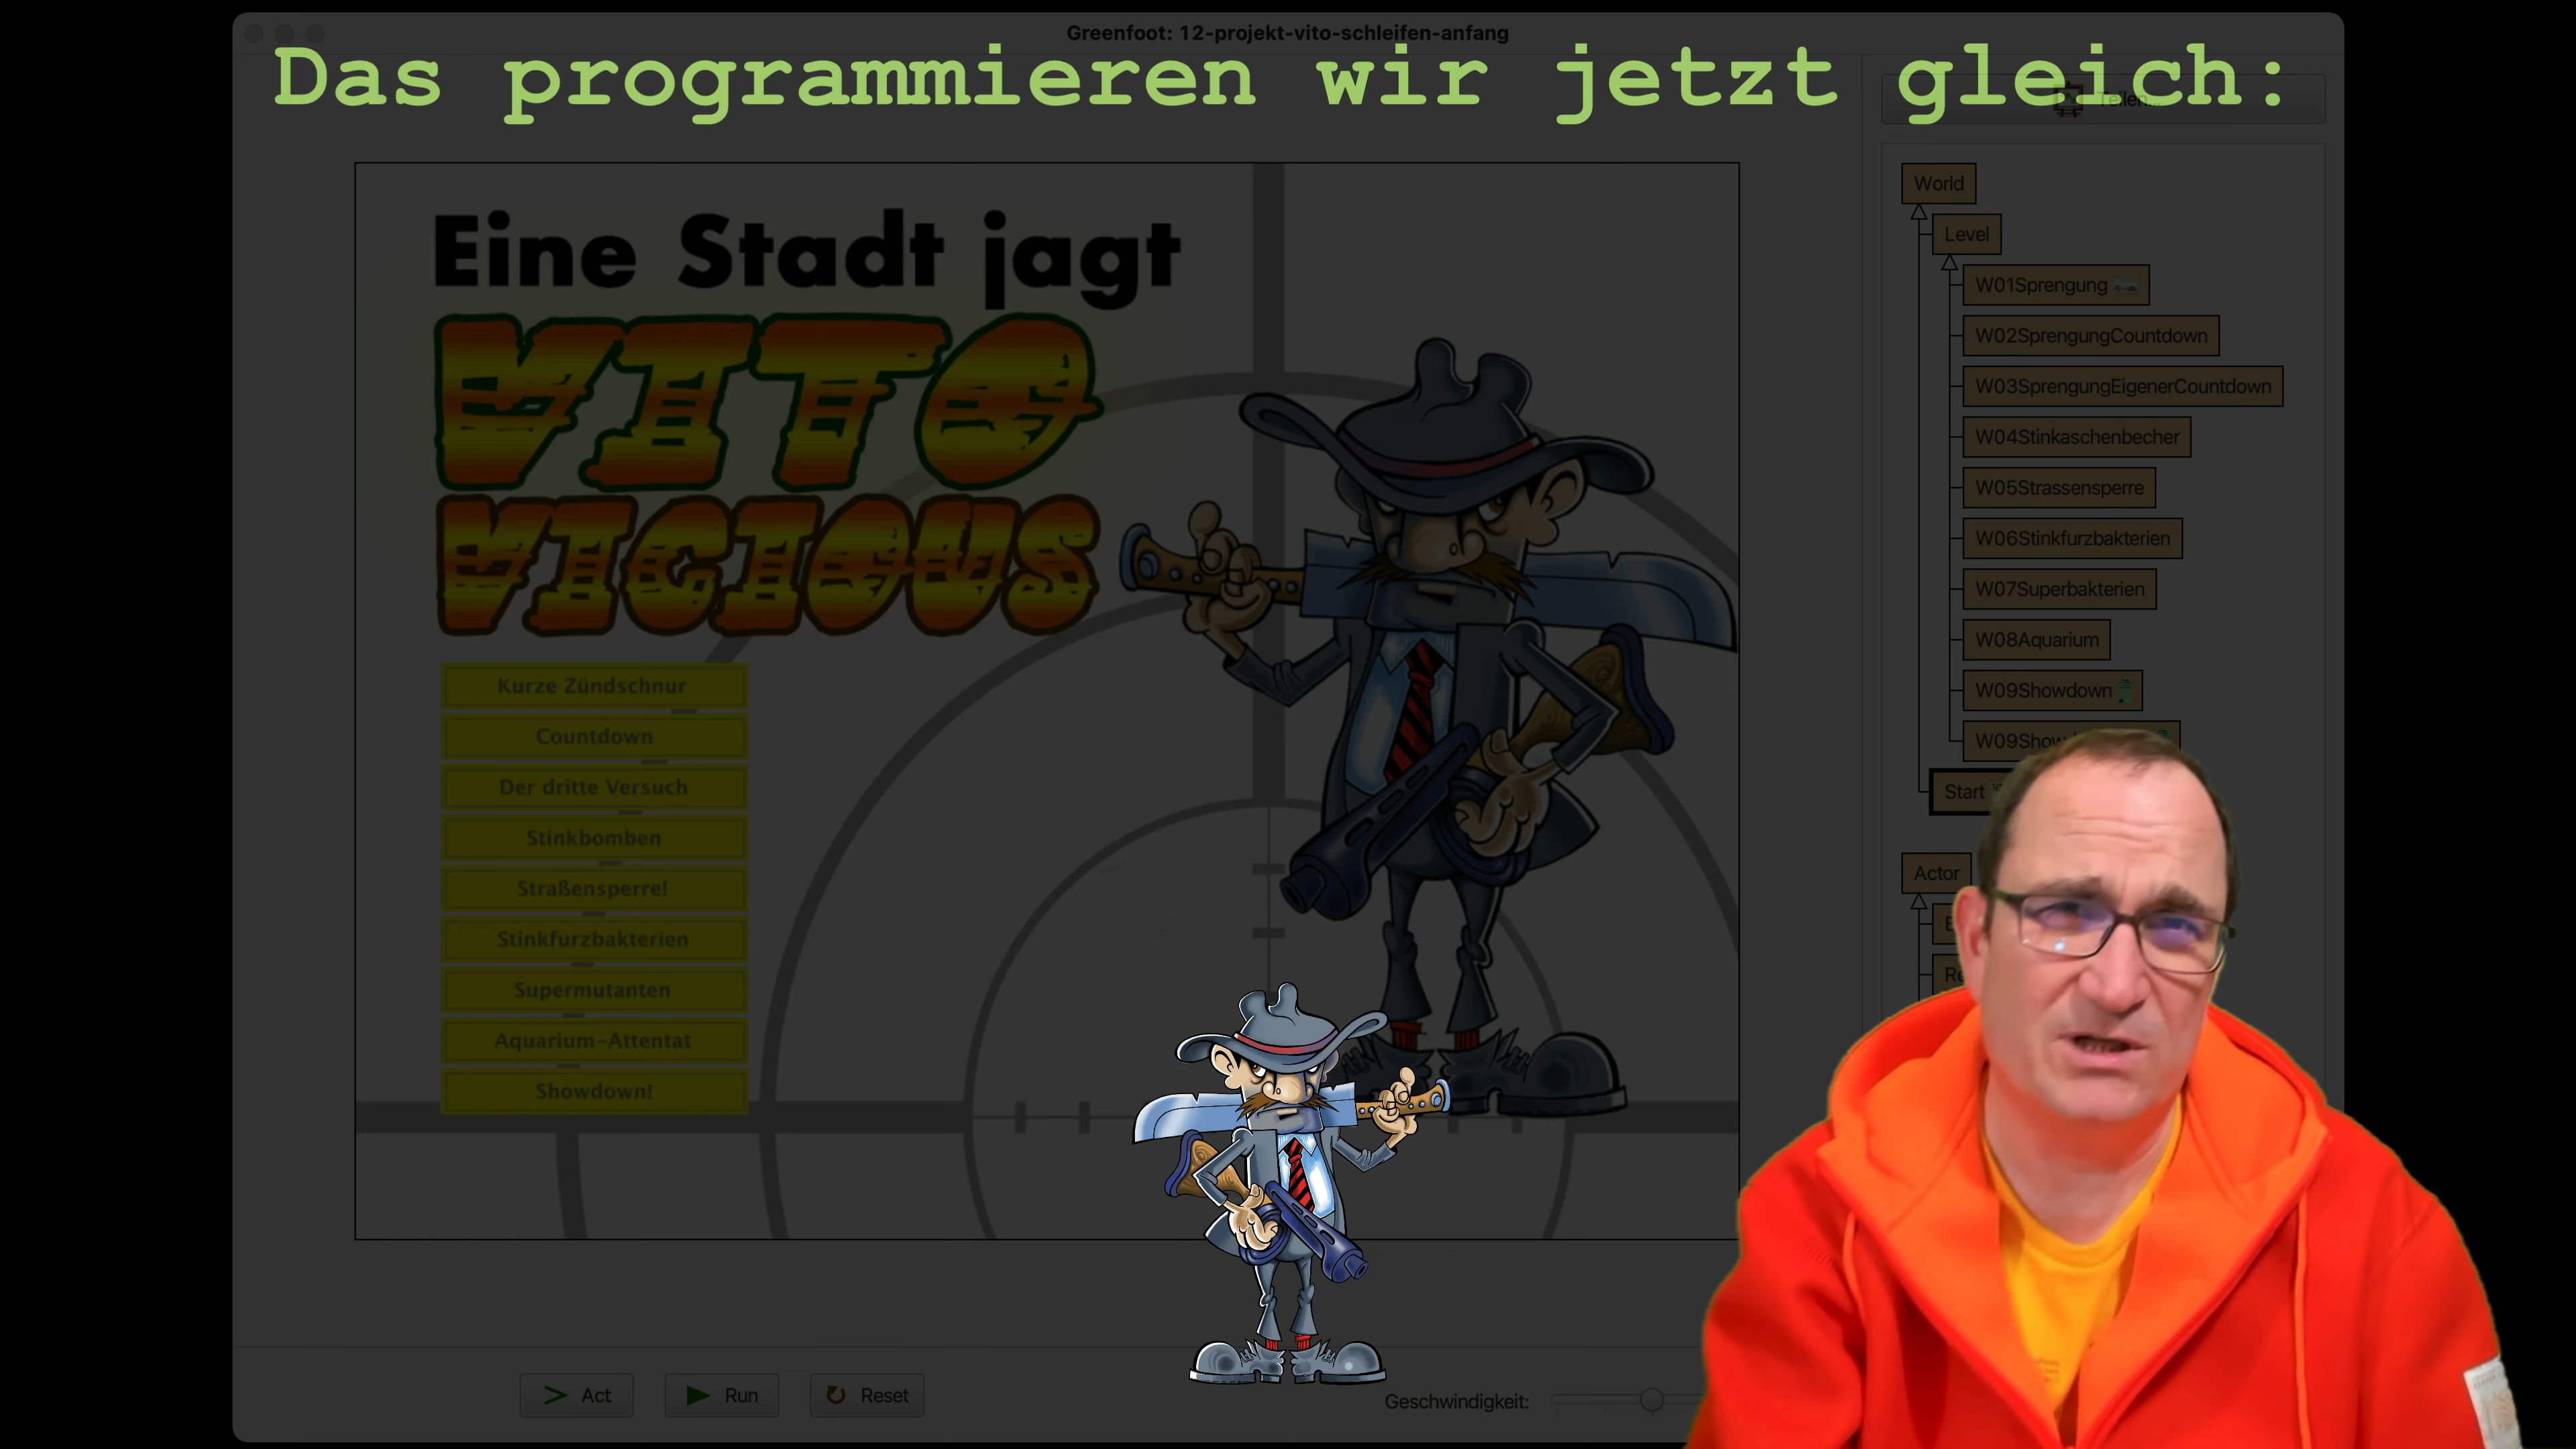 Greenfoot: 12-projekt-vito-schleifen-anfang
Das programmieren wir jetzt gleich:
Teilen...
Eine Stadt jagt
VITO
VICIOUS
Kurze Zündschnur
Countdown
Der dritte Versuch
Stinkbomben
Straßensperre!
Stinkfurzbakterien
Supermutanten
Aquarium-Attentat
Showdown!
World
Level
W01Sprengung
W02SprengungCountdown
W03SprengungEigenerCountdown
W04Stinkaschenbecher
W05Strassensperre
W06Stinkfurzbakterien
W07Superbakterien
W08Aquarium
W09Showdown
Start
Actor
Act
Run
Reset
Geschwindigkeit: